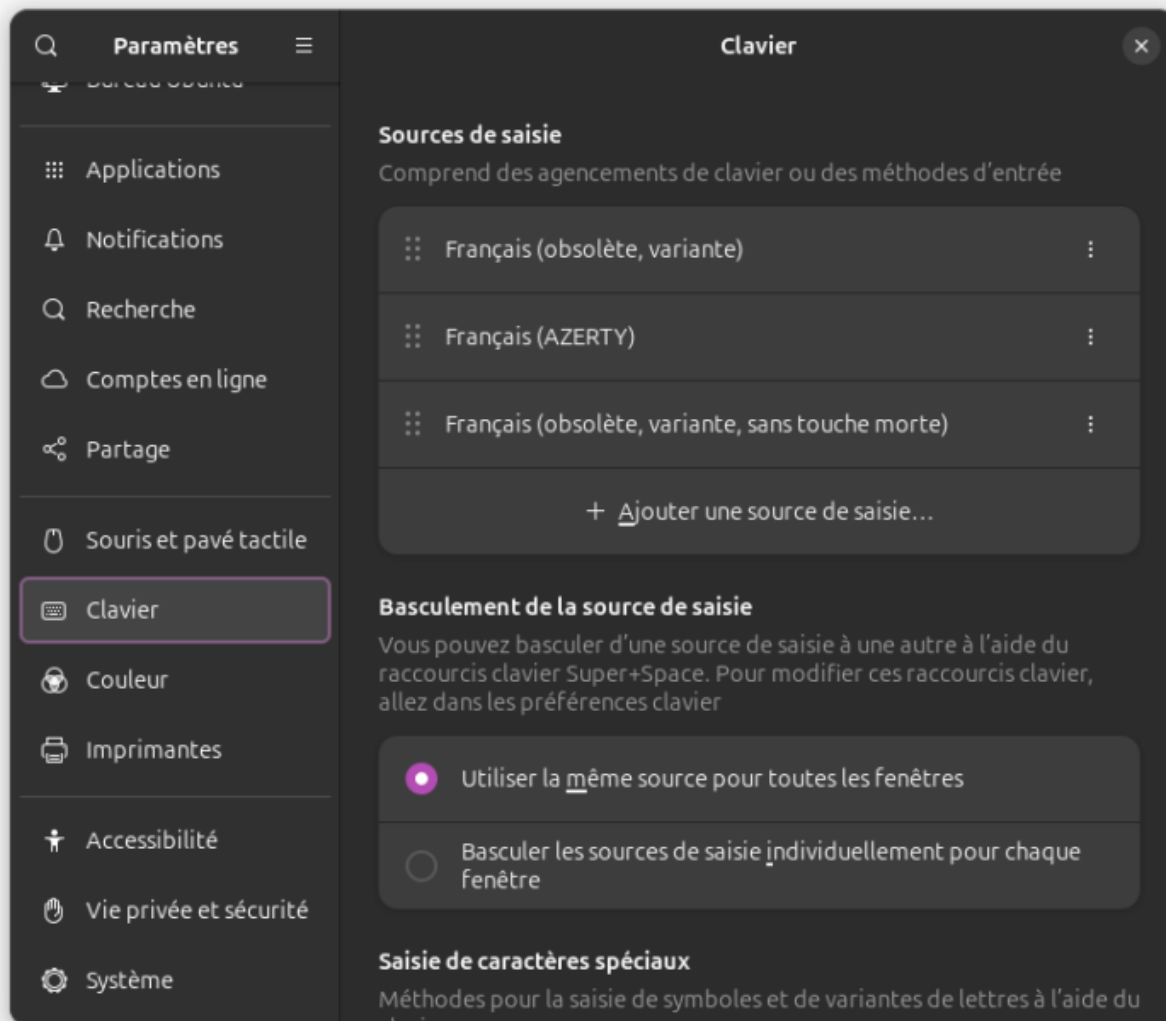 Paramètres
Clavier
Bureau Ubuntu
Applications
Notifications
Recherche
Comptes en ligne
Partage
Souris et pavé tactile
Clavier
Couleur
Imprimantes
Accessibilité
Vie privée et sécurité
Système
Sources de saisie
Comprend des agencements de clavier ou des méthodes d’entrée
Français (obsolète, variante)
Français (AZERTY)
Français (obsolète, variante, sans touche morte)
+ Ajouter une source de saisie…
Basculement de la source de saisie
Vous pouvez basculer d’une source de saisie à une autre à l’aide du
raccourcis clavier Super+Space. Pour modifier ces raccourcis clavier,
allez dans les préférences clavier
Utiliser la même source pour toutes les fenêtres
Basculer les sources de saisie individuellement pour chaque
fenêtre
Saisie de caractères spéciaux
Méthodes pour la saisie de symboles et de variantes de lettres à l’aide du